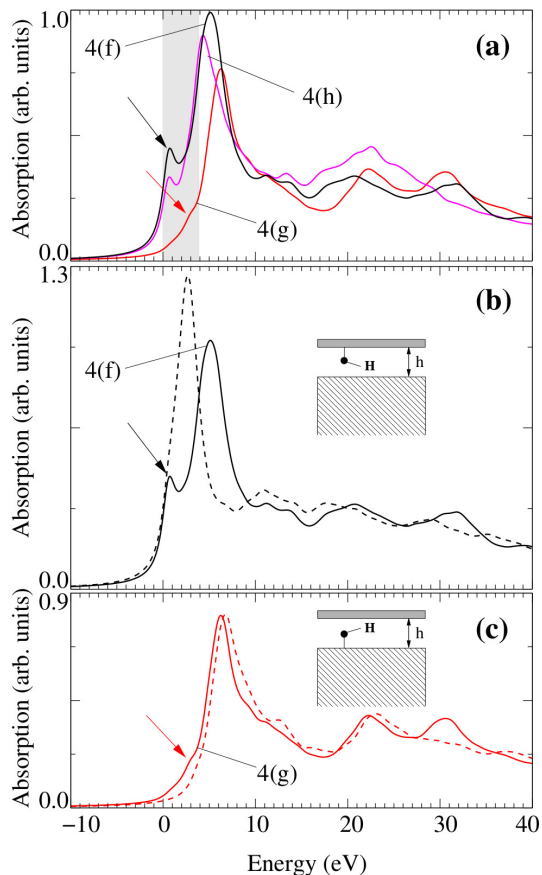 1.0
Absorption (arb. units)
0.0
4(f)
4(h)
4(g)
(a)
1.3
Absorption (arb. units)
0.0
4(f)
(b)
H
h
0.9
Absorption (arb. units)
0.0
4(g)
(c)
H
h
−10 0 10 20 30 40
Energy (eV)